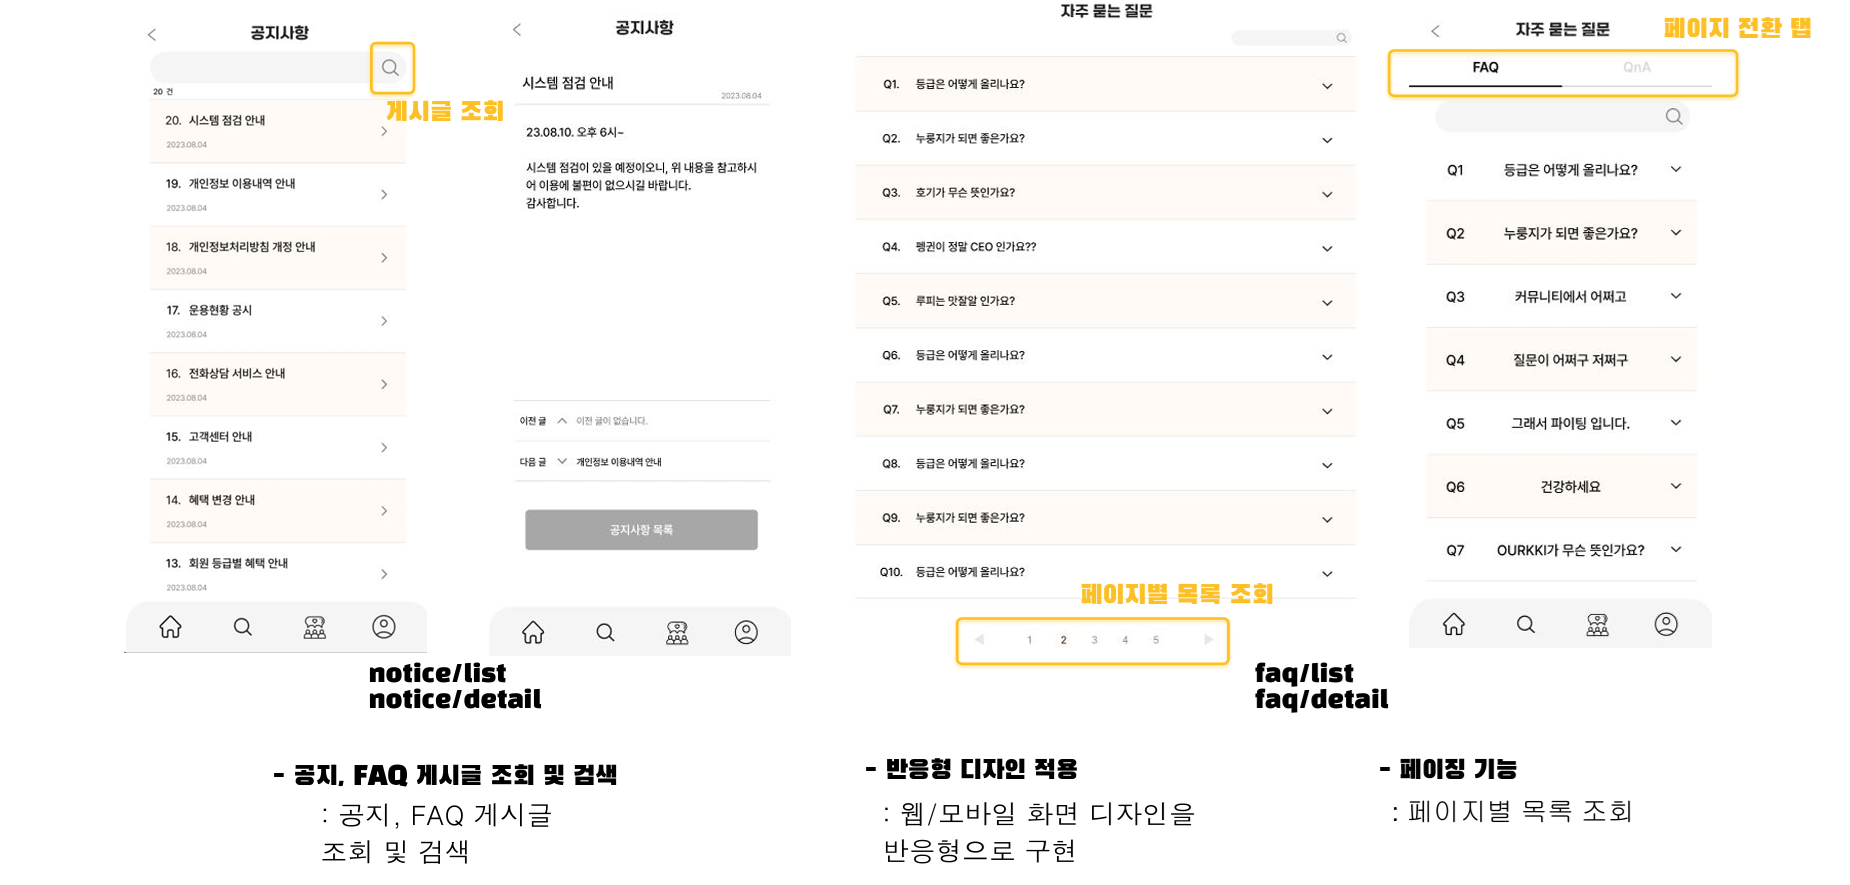 공지사항
20 건
게시글 조회
20. 시스템 점검 안내
2023.08.04
19. 개인정보 이용내역 안내
2023.08.04
18. 개인정보처리방침 개정 안내
2023.08.04
17. 운용현황 공시
2023.08.04
16. 전화상담 서비스 안내
2023.08.04
15. 고객센터 안내
2023.08.04
14. 혜택 변경 안내
2023.08.04
13. 회원 등급별 혜택 안내
2023.08.04
공지사항
시스템 점검 안내
2023.08.04
23.08.10. 오후 6시~
시스템 점검이 있을 예정이오니, 위 내용을 참고하시
어 이용에 불편이 없으시길 바랍니다.
감사합니다.
이전 글 이전 글이 없습니다.
다음 글 개인정보 이용내역 안내
공지사항 목록
notice/list
notice/detail
자주 묻는 질문
Q1. 등급은 어떻게 올리나요?
Q2. 누룽지가 되면 좋은가요?
Q3. 호기가 무슨 뜻인가요?
Q4. 펭귄이 정말 CEO 인가요??
Q5. 루피는 맛잘알 인가요?
Q6. 등급은 어떻게 올리나요?
Q7. 누룽지가 되면 좋은가요?
Q8. 등급은 어떻게 올리나요?
Q9. 누룽지가 되면 좋은가요?
Q10. 등급은 어떻게 올리나요?
페이지별 목록 조회
1 2 3 4 5
자주 묻는 질문
페이지 전환 탭
FAQ QnA
Q1 등급은 어떻게 올리나요?
Q2 누룽지가 되면 좋은가요?
Q3 커뮤니티에서 어쩌고
Q4 질문이 어쩌구 저쩌구
Q5 그래서 파이팅 입니다.
Q6 건강하세요
Q7 OURKKI가 무슨 뜻인가요?
faq/list
faq/detail
- 공지, FAQ 게시글 조회 및 검색
: 공지, FAQ 게시글
조회 및 검색
- 반응형 디자인 적용
: 웹/모바일 화면 디자인을
반응형으로 구현
- 페이징 기능
: 페이지별 목록 조회